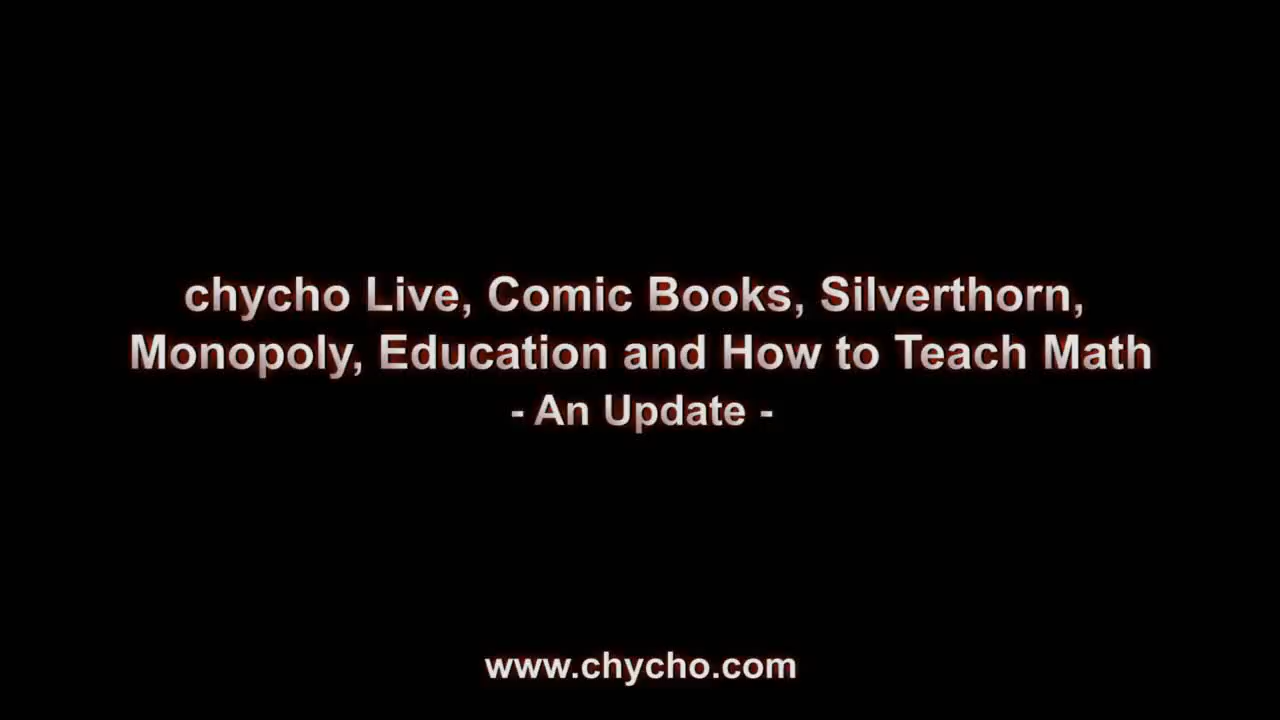 chycho Live, Comic Books, Silverthorn,
Monopoly, Education and How to Teach Math
- An Update -
www.chycho.com